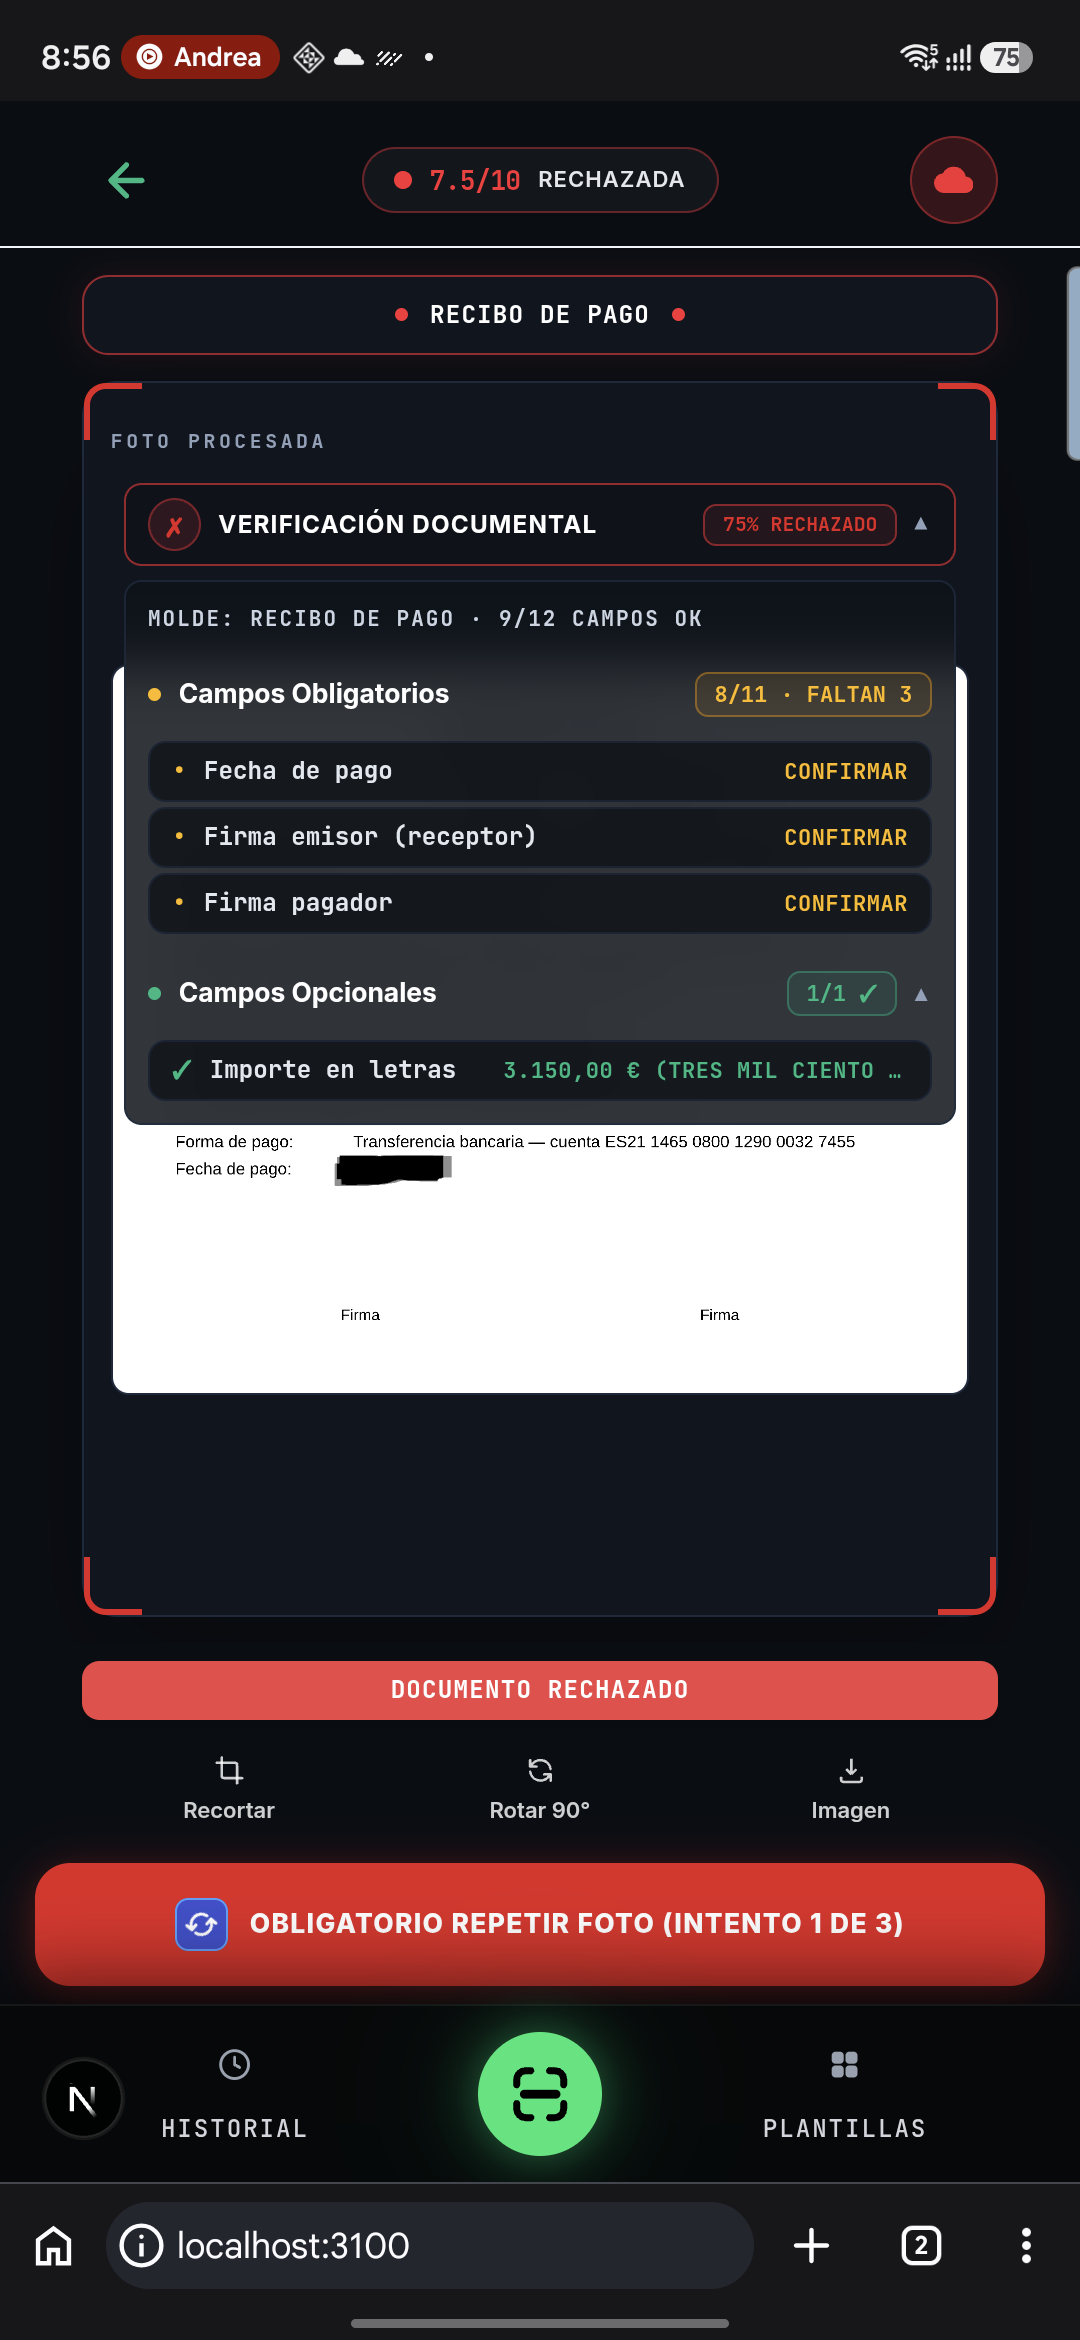 8:56 Andrea 5 75
7.5/10 RECHAZADA
RECIBO DE PAGO
FOTO PROCESADA
✗ VERIFICACIÓN DOCUMENTAL 75% RECHAZADO ▲
MOLDE: RECIBO DE PAGO · 9/12 CAMPOS OK
Campos Obligatorios 8/11 · FALTAN 3
• Fecha de pago CONFIRMAR
• Firma emisor (receptor) CONFIRMAR
• Firma pagador CONFIRMAR
Campos Opcionales 1/1 ✓ ▲
✓ Importe en letras 3.150,00 € (TRES MIL CIENTO …
Forma de pago: Transferencia bancaria — cuenta ES21 1465 0800 1290 0032 7455
Fecha de pago:
Firma Firma
DOCUMENTO RECHAZADO
Recortar Rotar 90° Imagen
OBLIGATORIO REPETIR FOTO (INTENTO 1 DE 3)
N HISTORIAL PLANTILLAS
localhost:3100 2